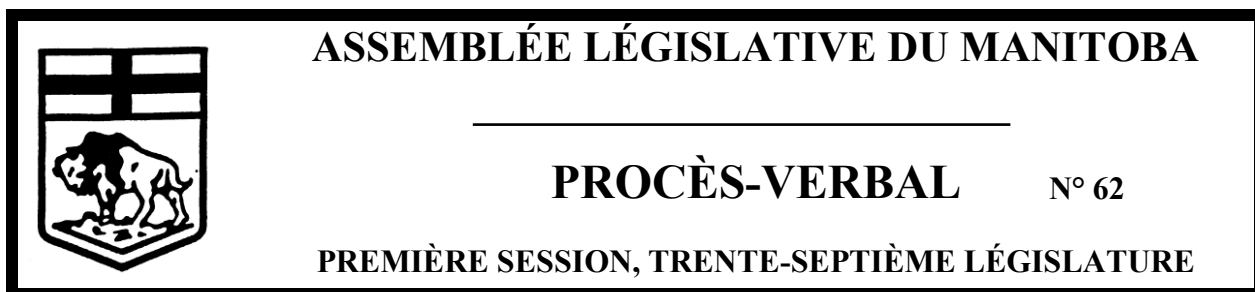 ASSEMBLÉE LÉGISLATIVE DU MANITOBA
PROCÈS-VERBAL N° 62
PREMIÈRE SESSION, TRENTE-SEPTIÈME LÉGISLATURE